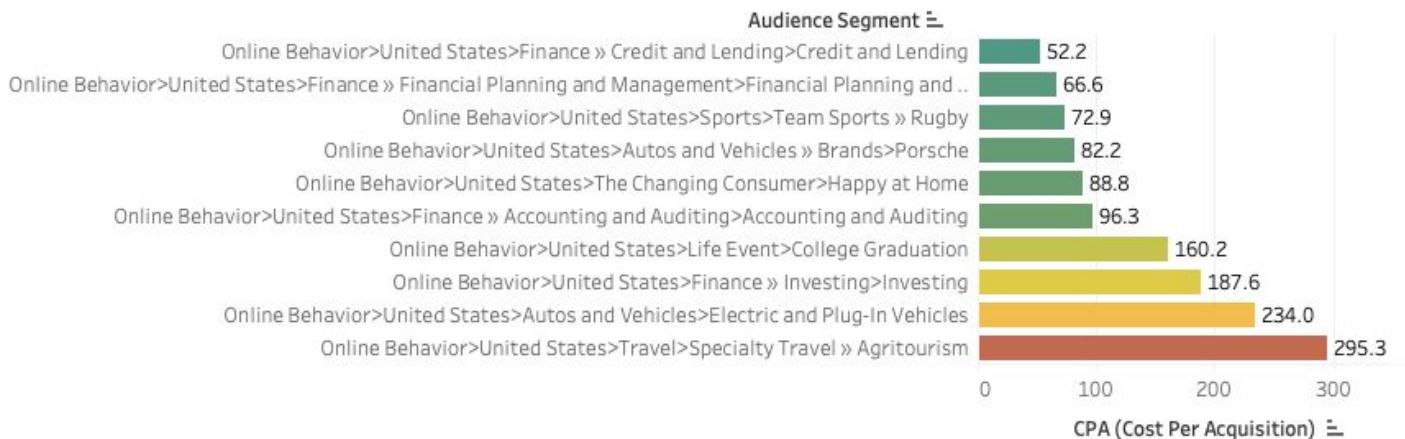 Audience Segment
Online Behavior>United States>Finance » Credit and Lending>Credit and Lending 52.2
Online Behavior>United States>Finance » Financial Planning and Management>Financial Planning and .. 66.6
Online Behavior>United States>Sports>Team Sports » Rugby 72.9
Online Behavior>United States>Autos and Vehicles » Brands>Porsche 82.2
Online Behavior>United States>The Changing Consumer>Happy at Home 88.8
Online Behavior>United States>Finance » Accounting and Auditing>Accounting and Auditing 96.3
Online Behavior>United States>Life Event>College Graduation 160.2
Online Behavior>United States>Finance » Investing>Investing 187.6
Online Behavior>United States>Autos and Vehicles>Electric and Plug-In Vehicles 234.0
Online Behavior>United States>Travel>Specialty Travel » Agritourism 295.3
0 100 200 300
CPA (Cost Per Acquisition)